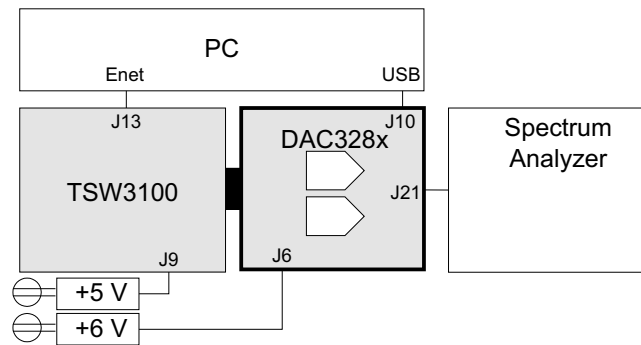 PC
Enet
USB
J13
J10
DAC328x
Spectrum
Analyzer
TSW3100
J21
J9
J6
+5 V
+6 V